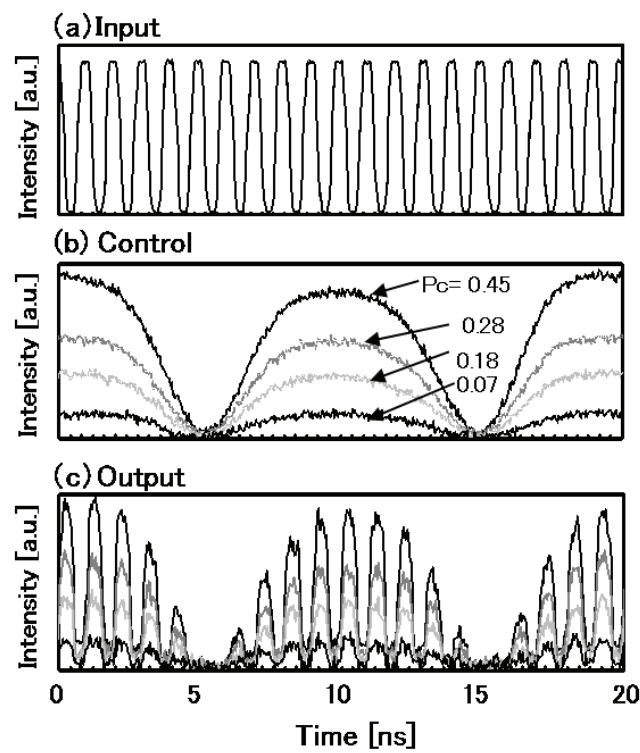 (a) Input
Intensity [a.u.]
(b) Control
Intensity [a.u.]
Pc= 0.45
0.28
0.18
0.07
(c) Output
Intensity [a.u.]
0 5 10 15 20
Time [ns]